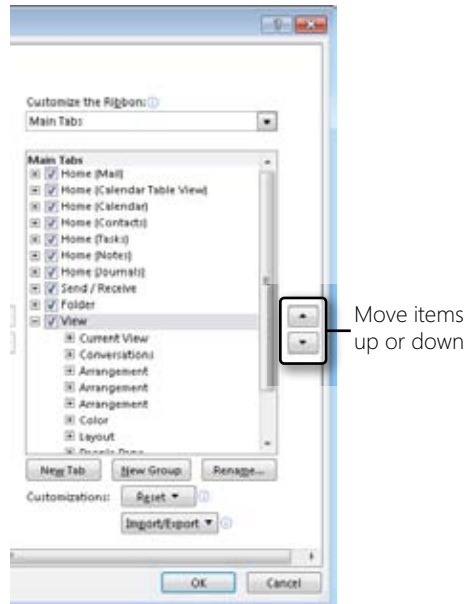 Customize the Ribbon:
Main Tabs
Main Tabs
Home (Mail)
Home (Calendar Table View)
Home (Calendar)
Home (Contacts)
Home (Tasks)
Home (Notes)
Home (Journals)
Send / Receive
Folder
View
Current View
Conversations
Arrangement
Arrangement
Arrangement
Color
Layout
People Pane
New Tab New Group Rename...
Customizations: Reset
Import/Export
OK Cancel
Move items
up or down